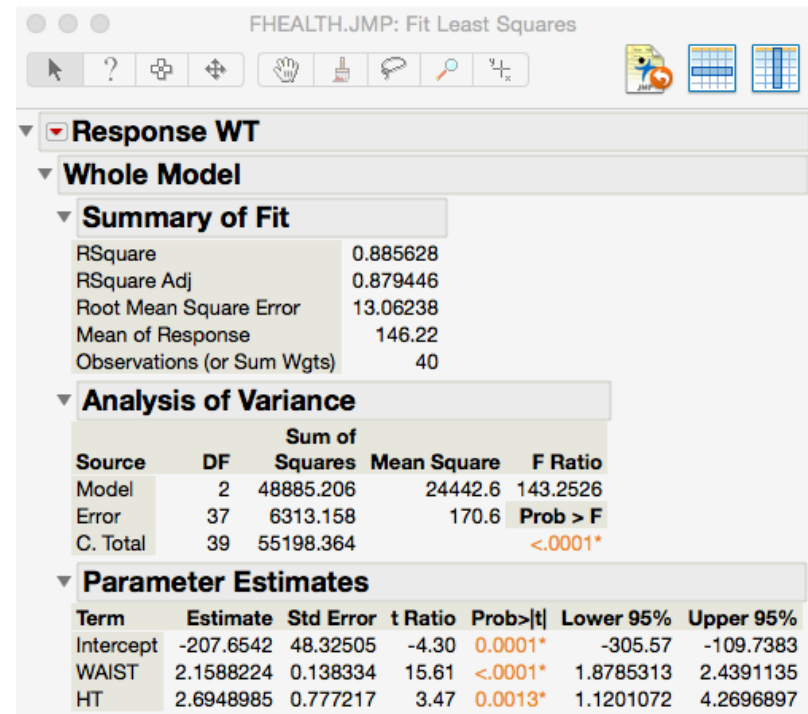 FHEALTH.JMP: Fit Least Squares
?
JMP
Response WT
Whole Model
Summary of Fit
RSquare 0.885628
RSquare Adj 0.879446
Root Mean Square Error 13.06238
Mean of Response 146.22
Observations (or Sum Wgts) 40
Analysis of Variance
Sum of
Source DF Squares Mean Square F Ratio
Model 2 48885.206 24442.6 143.2526
Error 37 6313.158 170.6 Prob > F
C. Total 39 55198.364 <.0001*
Parameter Estimates
Term Estimate Std Error t Ratio Prob>|t| Lower 95% Upper 95%
Intercept -207.6542 48.32505 -4.30 0.0001* -305.57 -109.7383
WAIST 2.1588224 0.138334 15.61 <.0001* 1.8785313 2.4391135
HT 2.6948985 0.777217 3.47 0.0013* 1.1201072 4.2696897